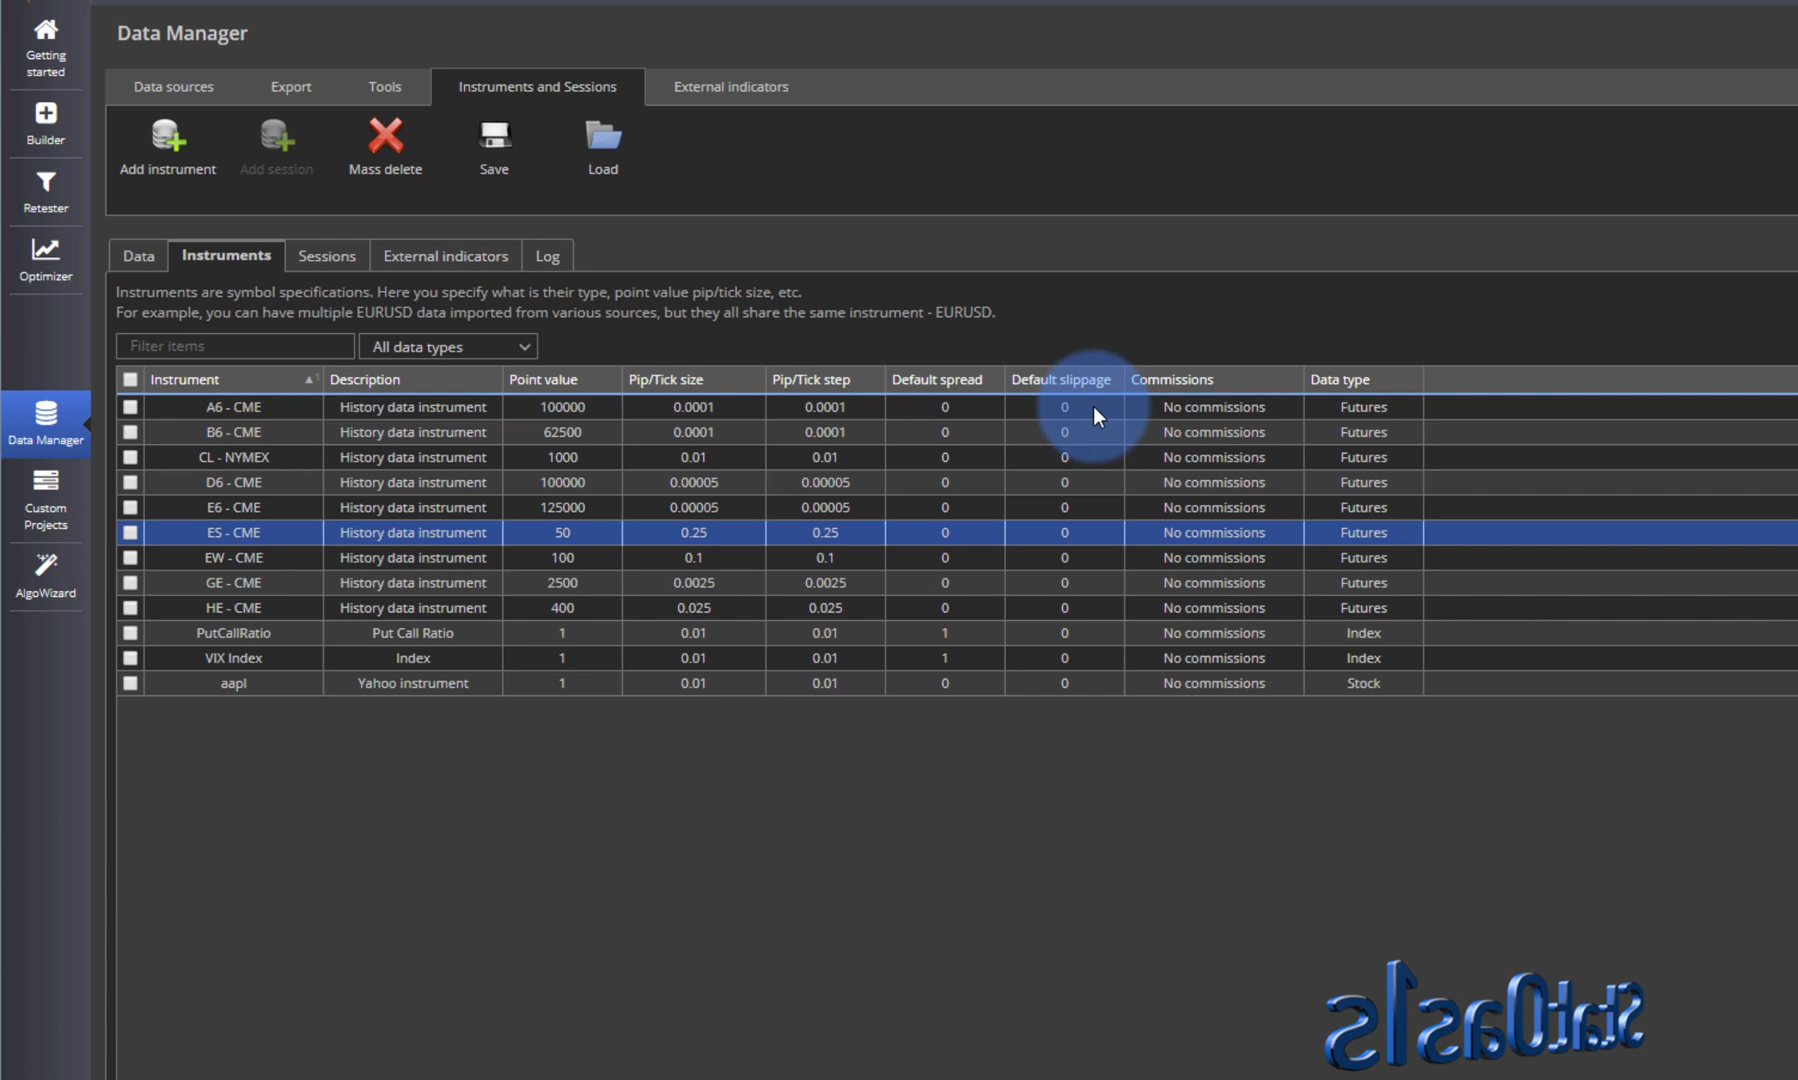 Data Manager
Getting started
Builder
Retester
Optimizer
Data Manager
Custom Projects
AlgoWizard
Data sources Export Tools Instruments and Sessions External indicators
Add instrument Add session Mass delete Save Load
Data Instruments Sessions External indicators Log
Instruments are symbol specifications. Here you specify what is their type, point value pip/tick size, etc.
For example, you can have multiple EURUSD data imported from various sources, but they all share the same instrument - EURUSD.
Filter items All data types
Instrument 1 Description Point value Pip/Tick size Pip/Tick step Default spread Default slippage Commissions Data type
A6 - CME History data instrument 100000 0.0001 0.0001 0 0 No commissions Futures
B6 - CME History data instrument 62500 0.0001 0.0001 0 0 No commissions Futures
CL - NYMEX History data instrument 1000 0.01 0.01 0 0 No commissions Futures
D6 - CME History data instrument 100000 0.00005 0.00005 0 0 No commissions Futures
E6 - CME History data instrument 125000 0.00005 0.00005 0 0 No commissions Futures
ES - CME History data instrument 50 0.25 0.25 0 0 No commissions Futures
EW - CME History data instrument 100 0.1 0.1 0 0 No commissions Futures
GE - CME History data instrument 2500 0.0025 0.0025 0 0 No commissions Futures
HE - CME History data instrument 400 0.025 0.025 0 0 No commissions Futures
PutCallRatio Put Call Ratio 1 0.01 0.01 1 0 No commissions Index
VIX Index Index 1 0.01 0.01 1 0 No commissions Index
aapl Yahoo instrument 1 0.01 0.01 0 0 No commissions Stock
StatOas1s